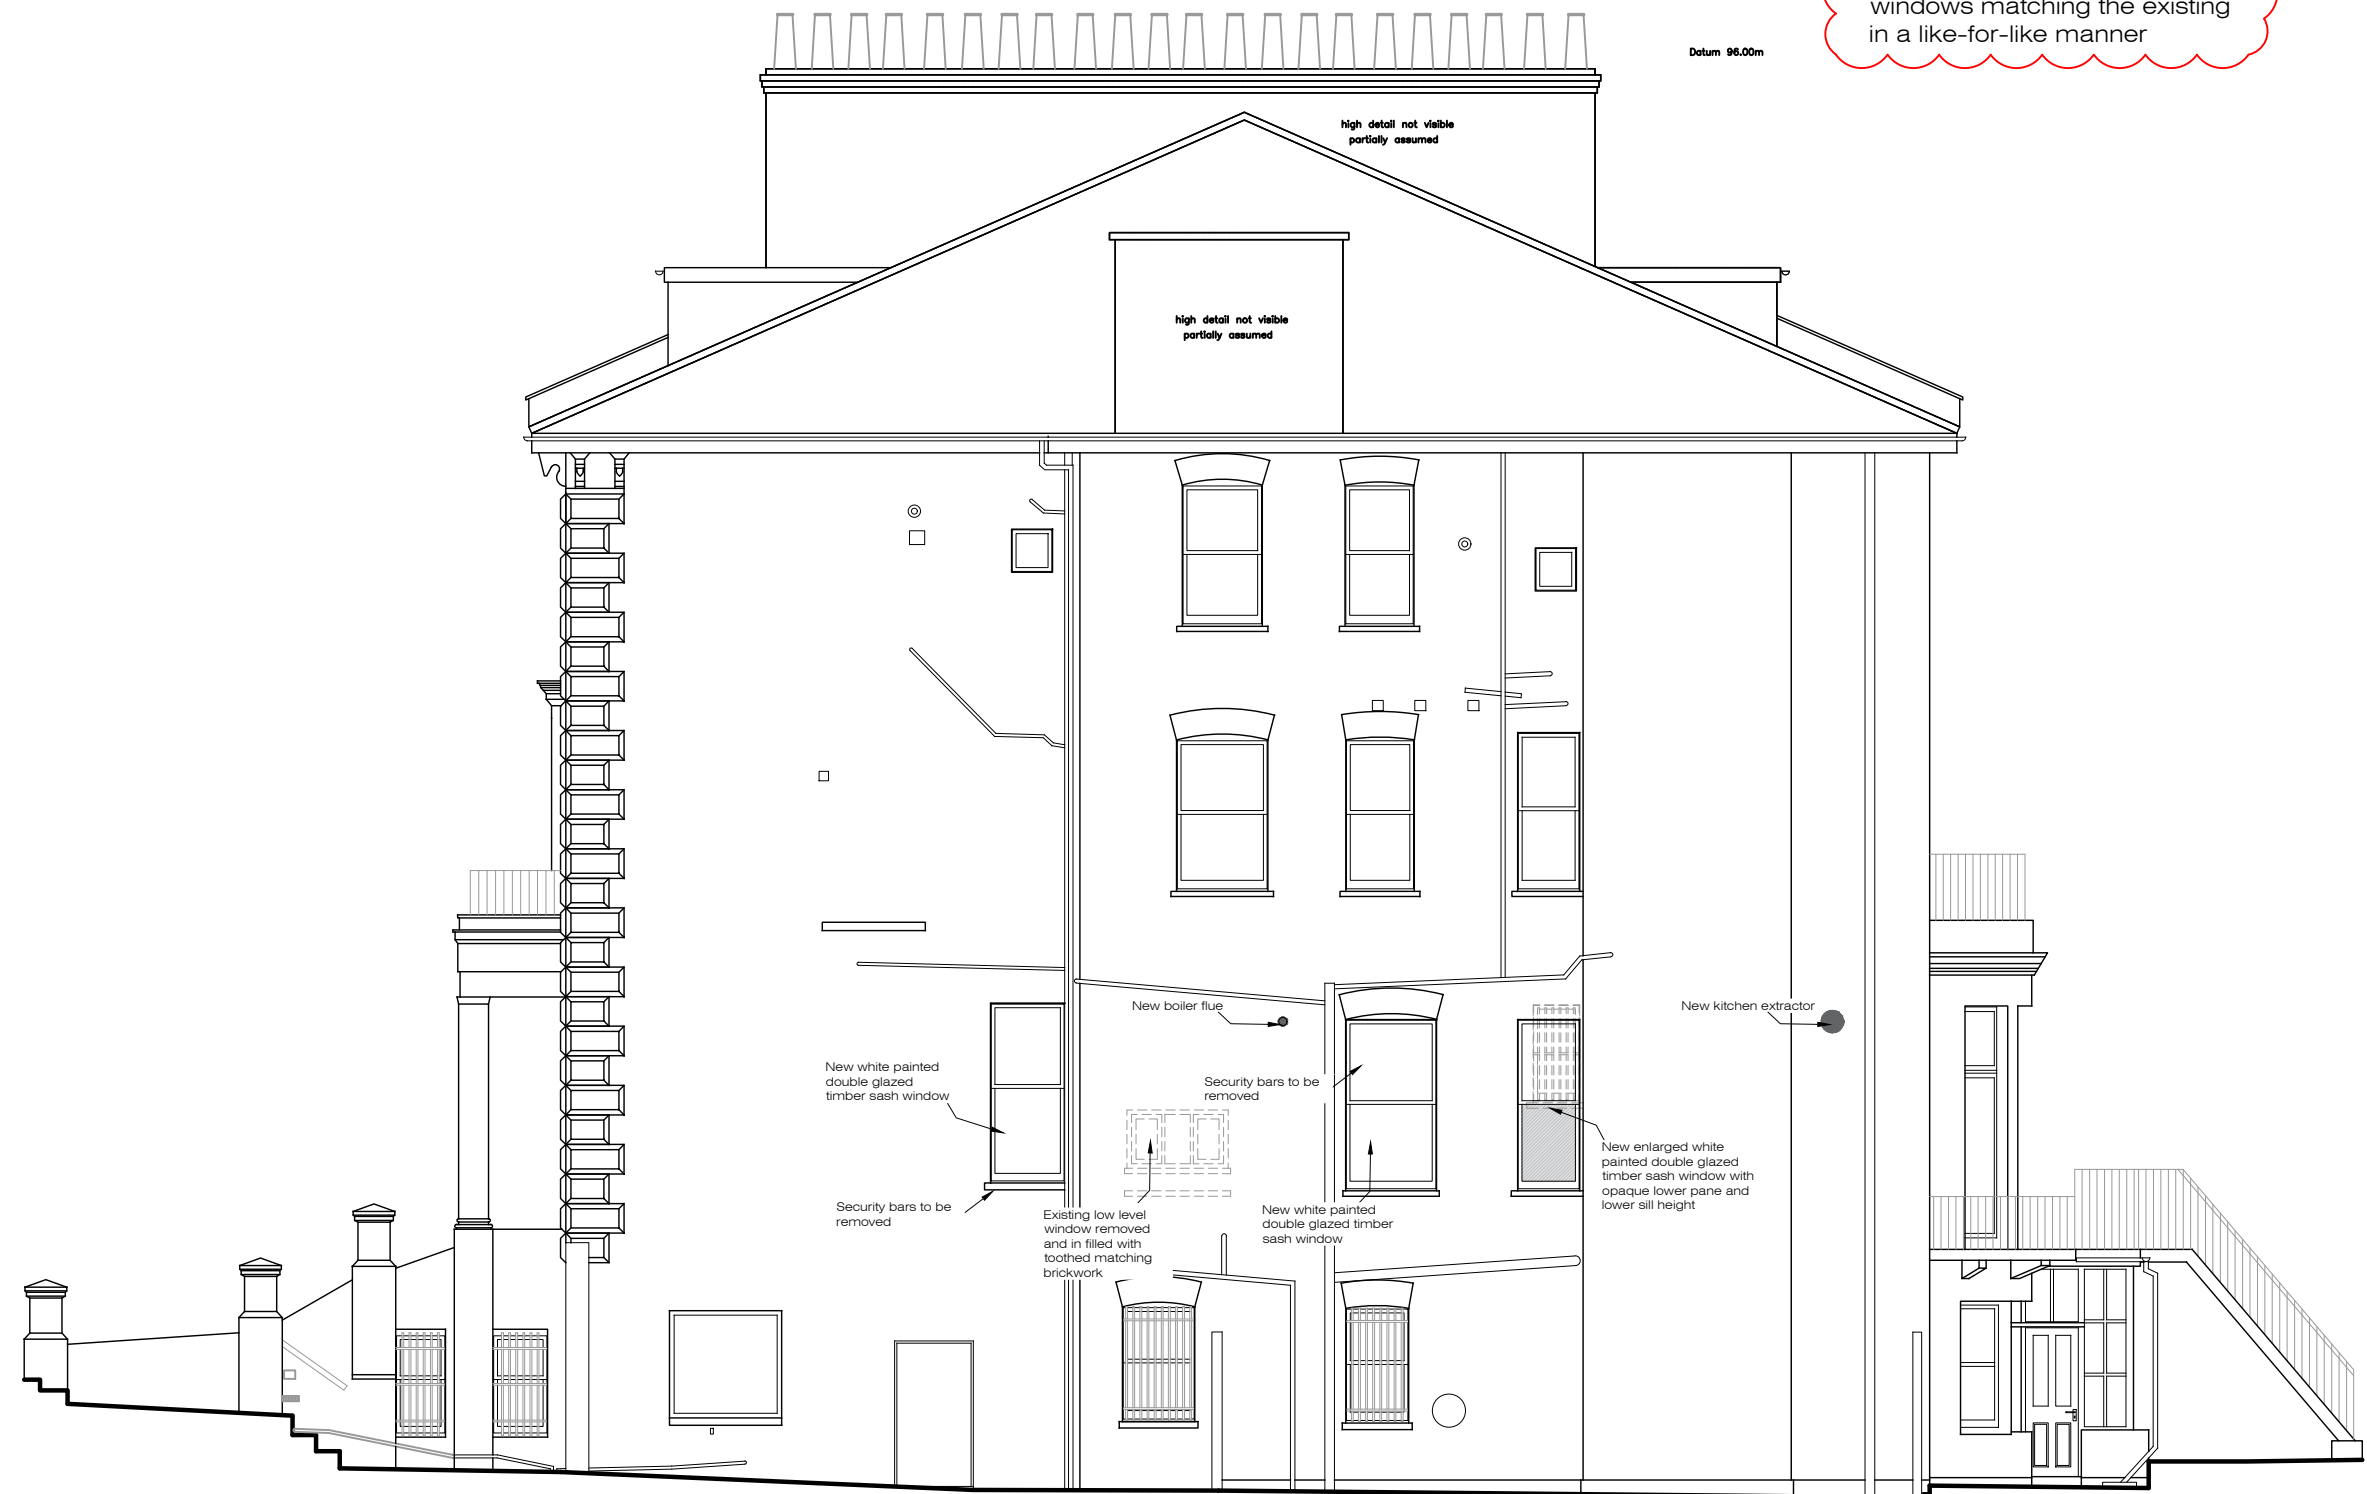 windows matching the existing
in a like-for-like manner
Datum 96.00m
high detail not visible
partially assumed
high detail not visible
partially assumed
New boiler flue
New kitchen extractor
New white painted
double glazed
timber sash window
Security bars to be
removed
New enlarged white
painted double glazed
timber sash window with
opaque lower pane and
lower sill height
Security bars to be
removed
Existing low level
window removed
and in filled with
toothed matching
brickwork
New white painted
double glazed timber
sash window